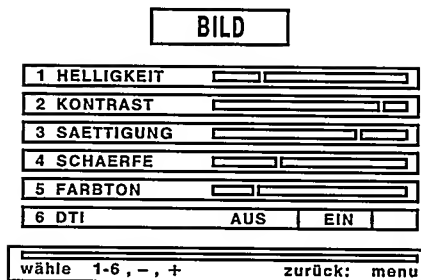 BILD
1 HELLIGKEIT
2 KONTRAST
3 SAETTIGUNG
4 SCHAERFE
5 FARBTON
6 DTI AUS EIN
wähle 1-6 , - , + zurück: menu